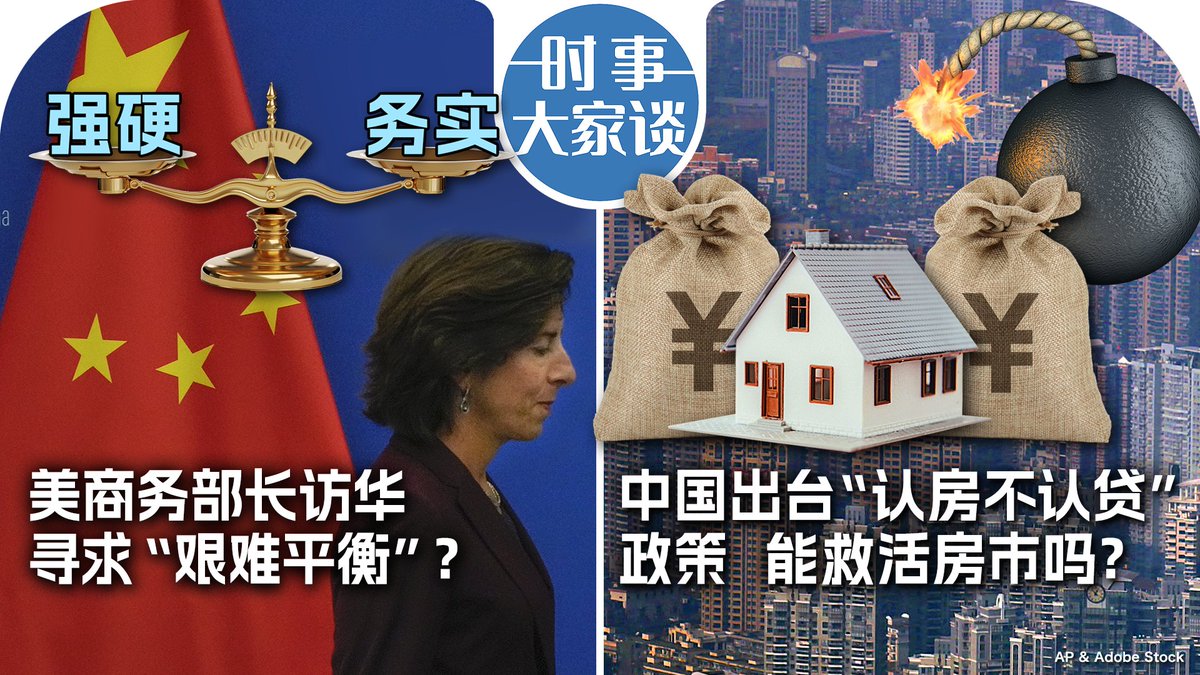 强硬
务实
时事
大家谈
美商务部长访华
寻求“艰难平衡”？
¥
¥
中国出台“认房不认贷”
政策 能救活房市吗?
AP & Adobe Stock